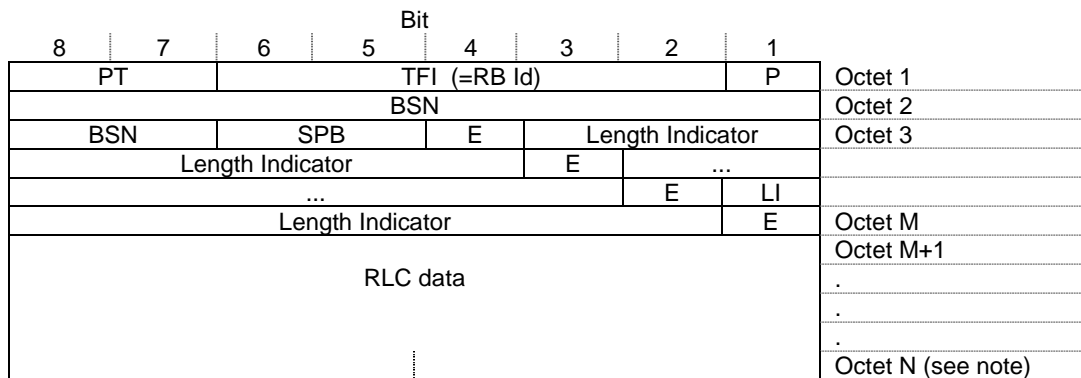 Bit
8 7 6 5 4 3 2 1
PT TFI (=RB Id) P Octet 1
BSN Octet 2
BSN SPB E Length Indicator Octet 3
Length Indicator E ...
... E LI
Length Indicator E Octet M
Octet M+1
RLC data .
.
.
Octet N (see note)